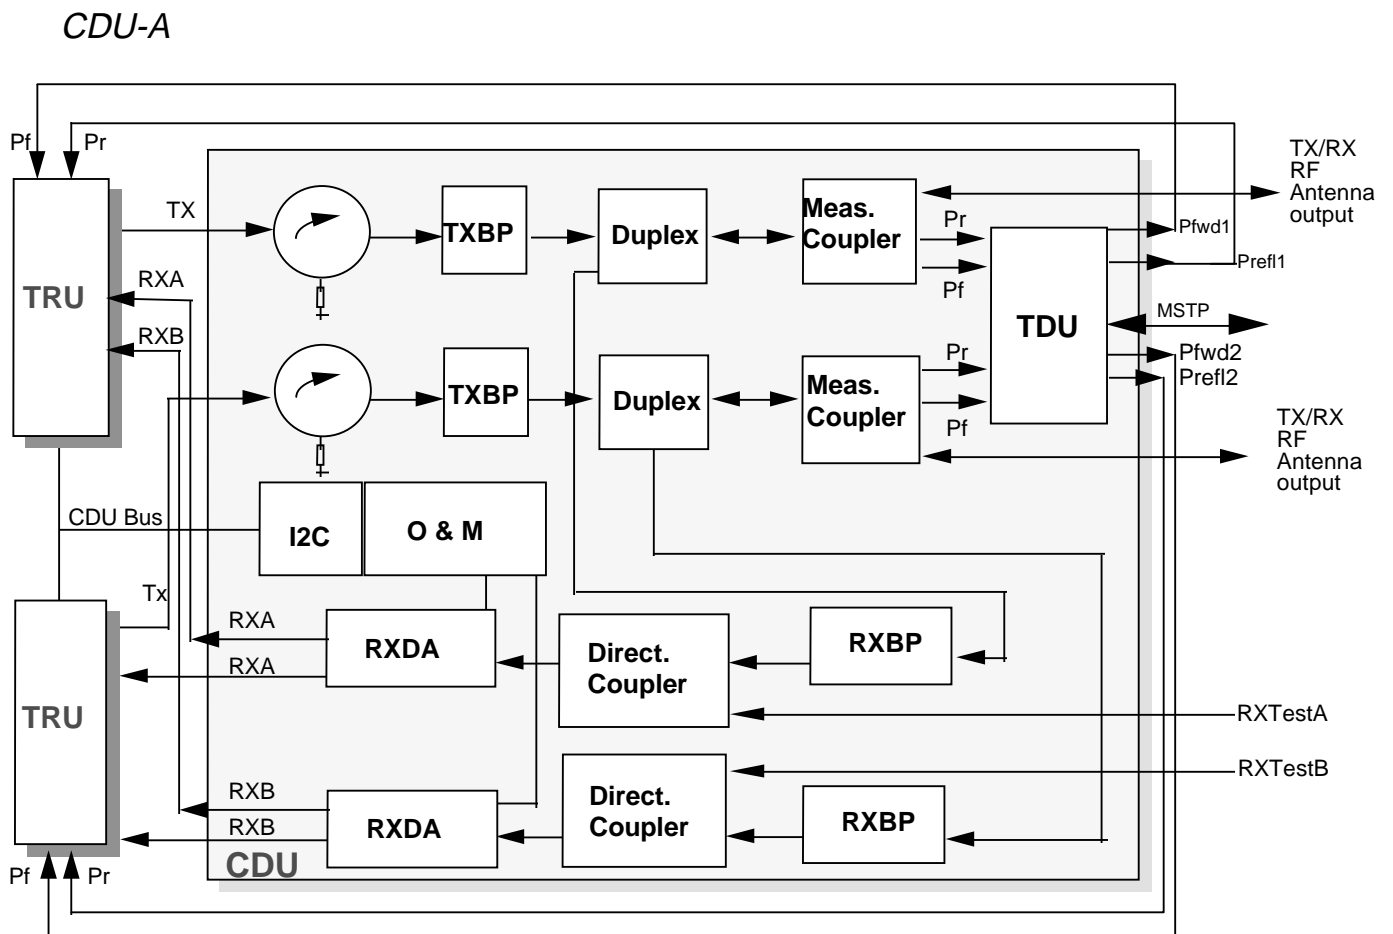 CDU-A
Pf
Pr
TX/RX
RF
Antenna
output
TX
TXBP
Duplex
Meas.
Coupler
Pr
Pfwd1
Prefl1
RXA
TRU
Pf
TDU
MSTP
RXB
Pr
Pfwd2
Prefl2
TXBP
Duplex
Meas.
Coupler
Pf
TX/RX
RF
Antenna
output
CDU Bus
I2C
O & M
Tx
RXA
RXDA
Direct.
Coupler
RXBP
RXA
TRU
RXTestA
RXTestB
RXB
RXB
RXDA
Direct.
Coupler
RXBP
CDU
Pf
Pr